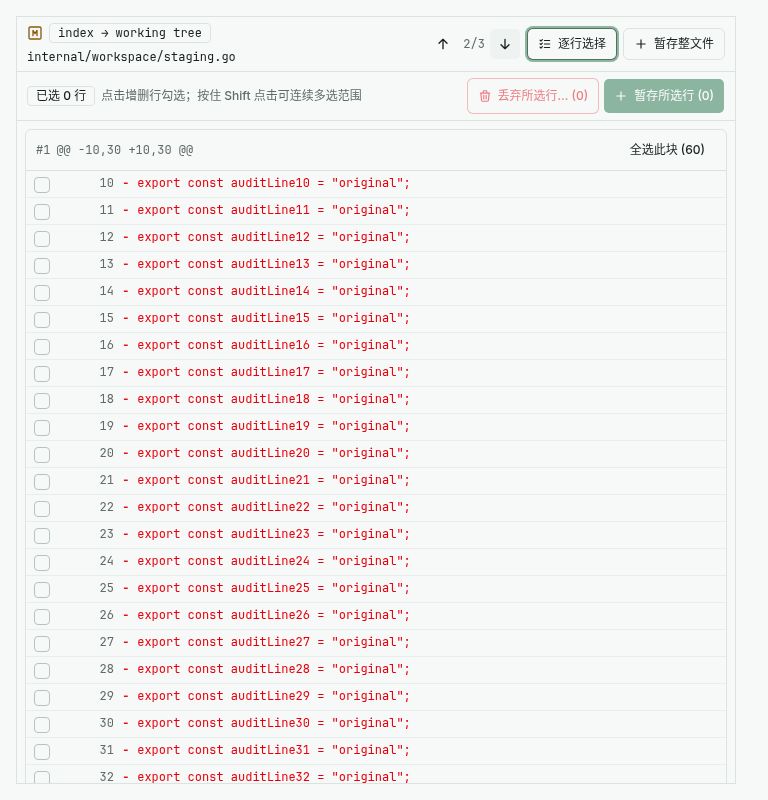 M index → working tree
internal/workspace/staging.go
↑ 2/3 ↓ 逐行选择 + 暂存整文件
已选 0 行 点击增删行勾选；按住 Shift 点击可连续多选范围 丢弃所选行... (0) + 暂存所选行 (0)
#1 @@ -10,30 +10,30 @@ 全选此块 (60)
10 - export const auditLine10 = "original";
11 - export const auditLine11 = "original";
12 - export const auditLine12 = "original";
13 - export const auditLine13 = "original";
14 - export const auditLine14 = "original";
15 - export const auditLine15 = "original";
16 - export const auditLine16 = "original";
17 - export const auditLine17 = "original";
18 - export const auditLine18 = "original";
19 - export const auditLine19 = "original";
20 - export const auditLine20 = "original";
21 - export const auditLine21 = "original";
22 - export const auditLine22 = "original";
23 - export const auditLine23 = "original";
24 - export const auditLine24 = "original";
25 - export const auditLine25 = "original";
26 - export const auditLine26 = "original";
27 - export const auditLine27 = "original";
28 - export const auditLine28 = "original";
29 - export const auditLine29 = "original";
30 - export const auditLine30 = "original";
31 - export const auditLine31 = "original";
32 - export const auditLine32 = "original";